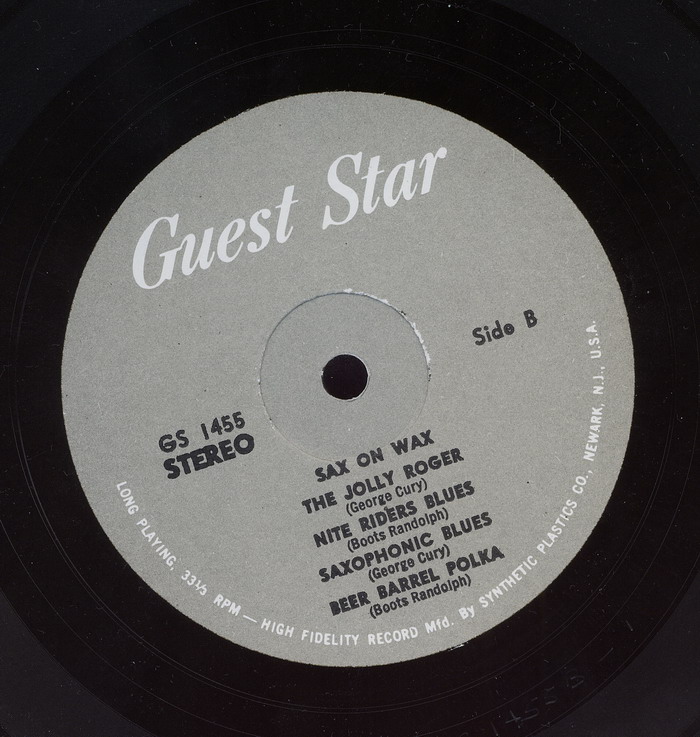 Guest Star
Side B
GS 1455
STEREO
SAX ON WAX
THE JOLLY ROGER
(George Cury)
NITE RIDERS BLUES
(Boots Randolph)
SAXOPHONIC BLUES
(George Cury)
BEER BARREL POLKA
(Boots Randolph)
LONG PLAYING, 33⅓ RPM — HIGH FIDELITY RECORD Mfd. By SYNTHETIC PLASTICS CO., NEWARK, N.J., U.S.A.